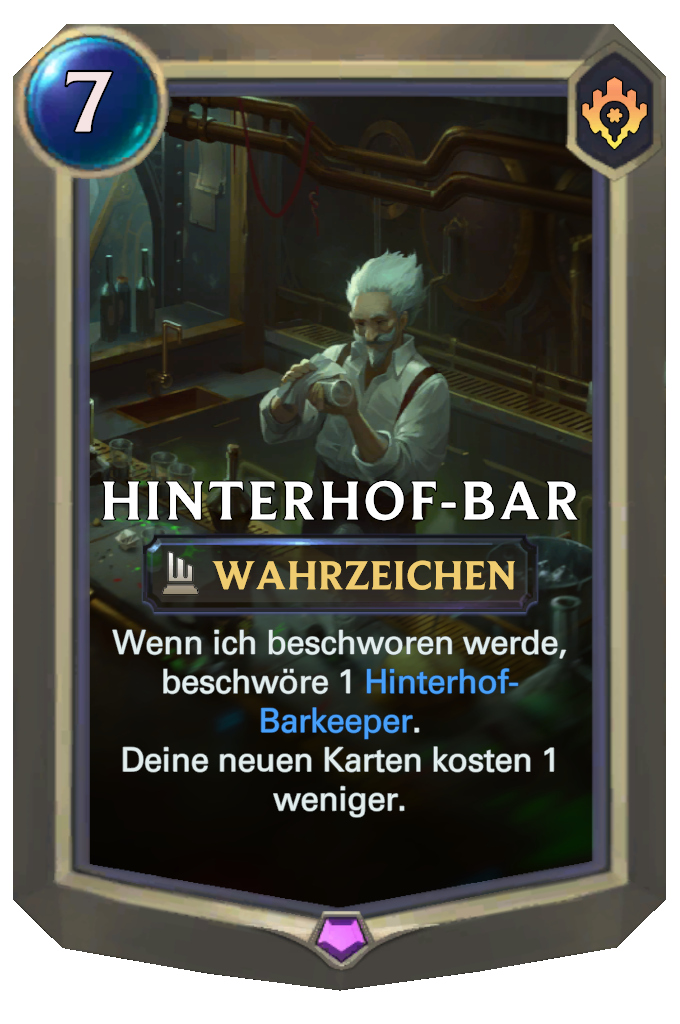 7
HINTERHOF-BAR
WAHRZEICHEN
Wenn ich beschworen werde,
beschwöre 1 Hinterhof-
Barkeeper.
Deine neuen Karten kosten 1
weniger.